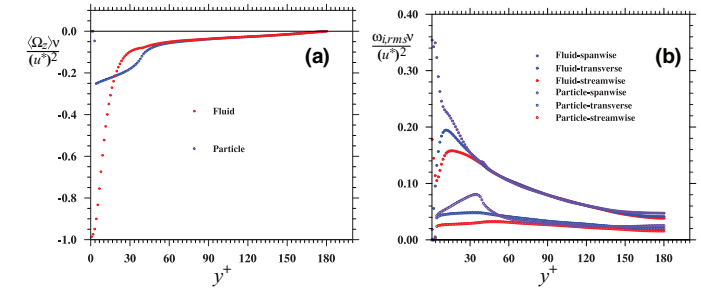 ⟨Ω_z⟩ν
(u*)²
0.0
-0.2
-0.4
-0.6
-0.8
-1.0
0 30 60 90 120 150 180
y⁺
(a)
Fluid
Particle
ω_{i,rms}ν
(u*)²
0.40
0.30
0.20
0.10
0.00
0 30 60 90 120 150 180
y⁺
(b)
Fluid-spanwise
Fluid-transverse
Fluid-streamwise
Particle-spanwise
Particle-transverse
Particle-streamwise